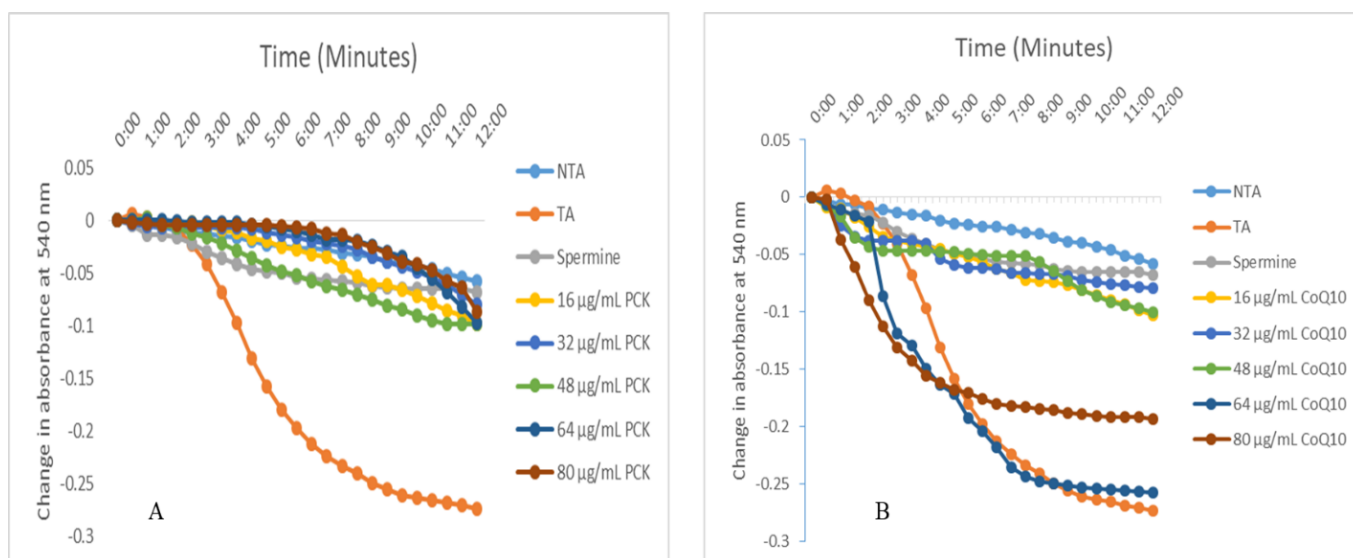 Time (Minutes)
0:00 1:00 2:00 3:00 4:00 5:00 6:00 7:00 8:00 9:00 10:00 11:00 12:00
Change in absorbance at 540 nm
0.05
0
-0.05
-0.1
-0.15
-0.2
-0.25
-0.3
NTA
TA
Spermine
16 µg/mL PCK
32 µg/mL PCK
48 µg/mL PCK
64 µg/mL PCK
80 µg/mL PCK
A
Time (Minutes)
0:00 1:00 2:00 3:00 4:00 5:00 6:00 7:00 8:00 9:00 10:00 11:00 12:00
Change in absorbance at 540 nm
0.05
0
-0.05
-0.1
-0.15
-0.2
-0.25
-0.3
NTA
TA
Spermine
16 µg/mL CoQ10
32 µg/mL CoQ10
48 µg/mL CoQ10
64 µg/mL CoQ10
80 µg/mL CoQ10
B